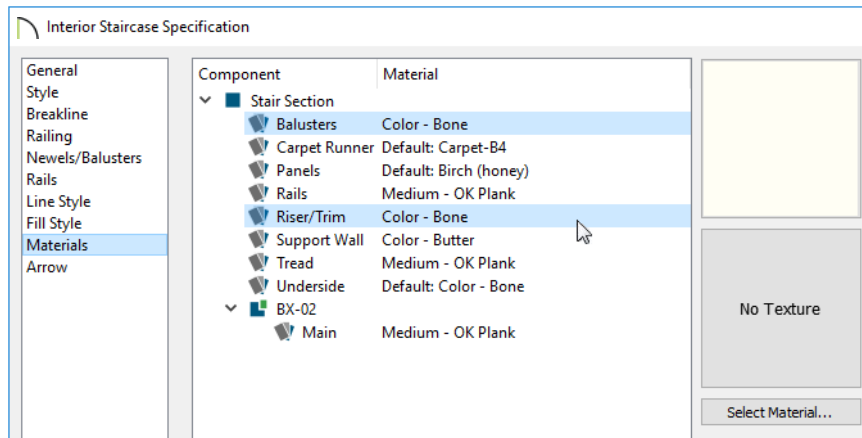 Interior Staircase Specification
General
Style
Breakline
Railing
Newels/Balusters
Rails
Line Style
Fill Style
Materials
Arrow
Component Material
Stair Section
Balusters Color - Bone
Carpet Runner Default: Carpet-B4
Panels Default: Birch (honey)
Rails Medium - OK Plank
Riser/Trim Color - Bone
Support Wall Color - Butter
Tread Medium - OK Plank
Underside Default: Color - Bone
BX-02
Main Medium - OK Plank
No Texture
Select Material...